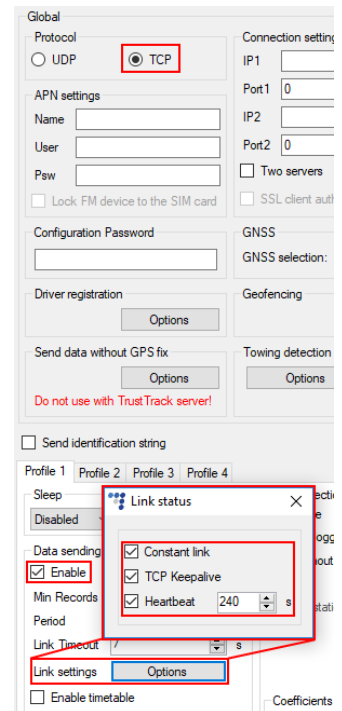 Global
Protocol
UDP
TCP
Connection setting
IP1
Port1 0
IP2
Port2 0
Two servers
SSL client auth
APN settings
Name
User
Psw
Lock FM device to the SIM card
Configuration Password
GNSS
GNSS selection:
Driver registration
Options
Geofencing
Send data without GPS fix
Options
Do not use with TrustTrack server!
Towing detection
Options
Send identification string
Profile 1 Profile 2 Profile 3 Profile 4
Sleep
Disabled
Link status
Constant link
TCP Keepalive
Heartbeat 240 s
Data sending
Enable
Min Records
Period
Link Timeout s
Link settings Options
Enable timetable
Coefficients